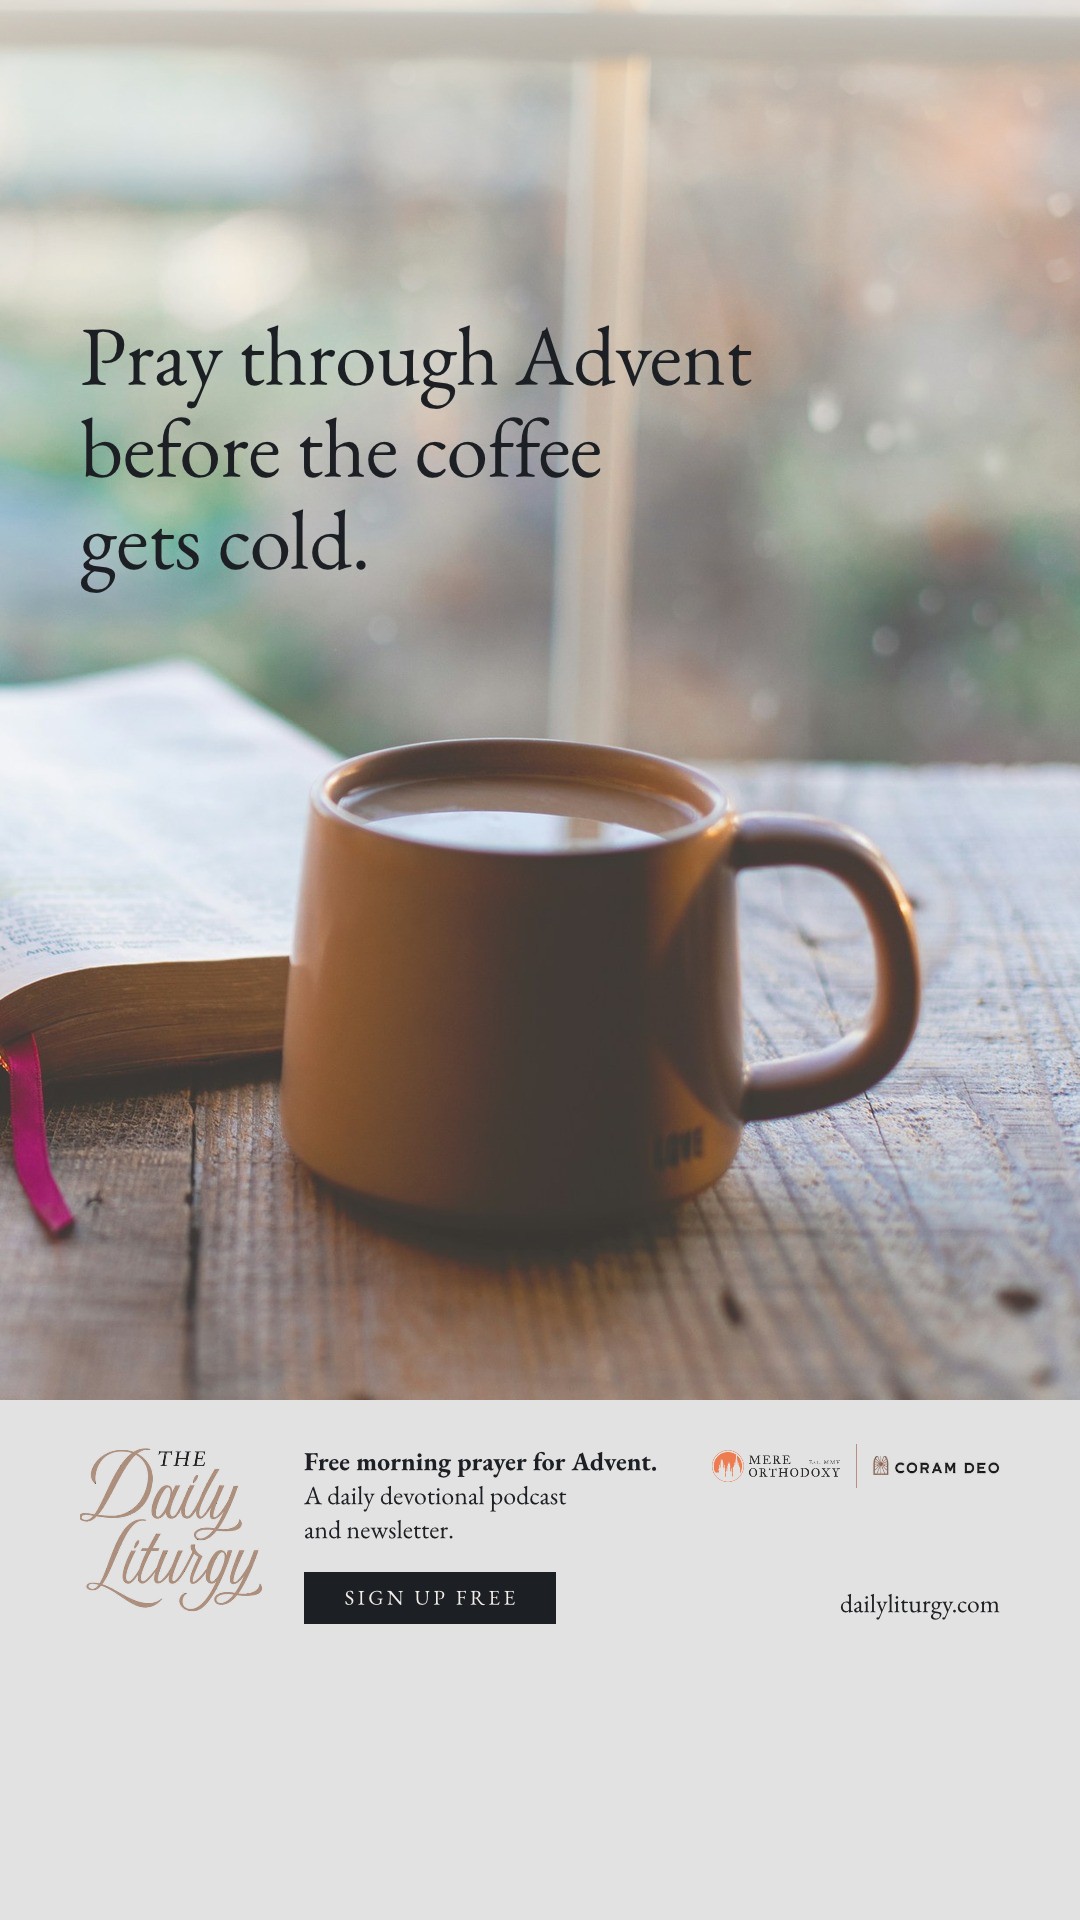 Pray through Advent
before the coffee
gets cold.
LOVE
THE
Daily
Liturgy
Free morning prayer for Advent.
A daily devotional podcast
and newsletter.
SIGN UP FREE
MERE
ORTHODOXY
CORAM DEO
dailyliturgy.com